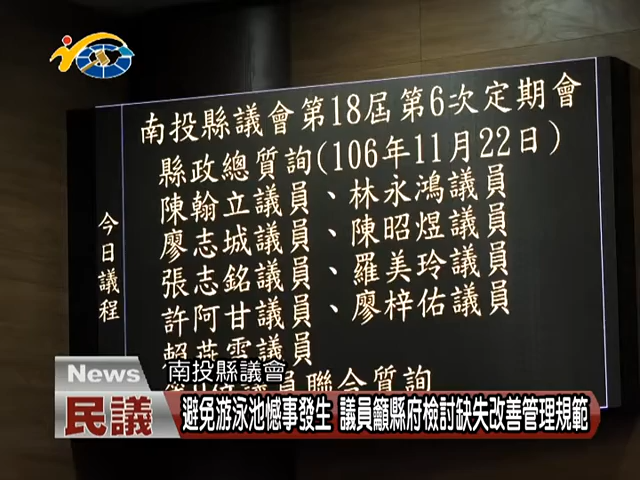 南投縣議會第18屆第6次定期會
縣政總質詢(106年11月22日)
今日議程
陳翰立議員、林永鴻議員
廖志城議員、陳昭煜議員
張志銘議員、羅美玲議員
許阿甘議員、廖梓佑議員
賴燕雪議員
議員聯合質詢
南投縣議會
News
民議
避免游泳池憾事發生 議員籲縣府檢討缺失改善管理規範